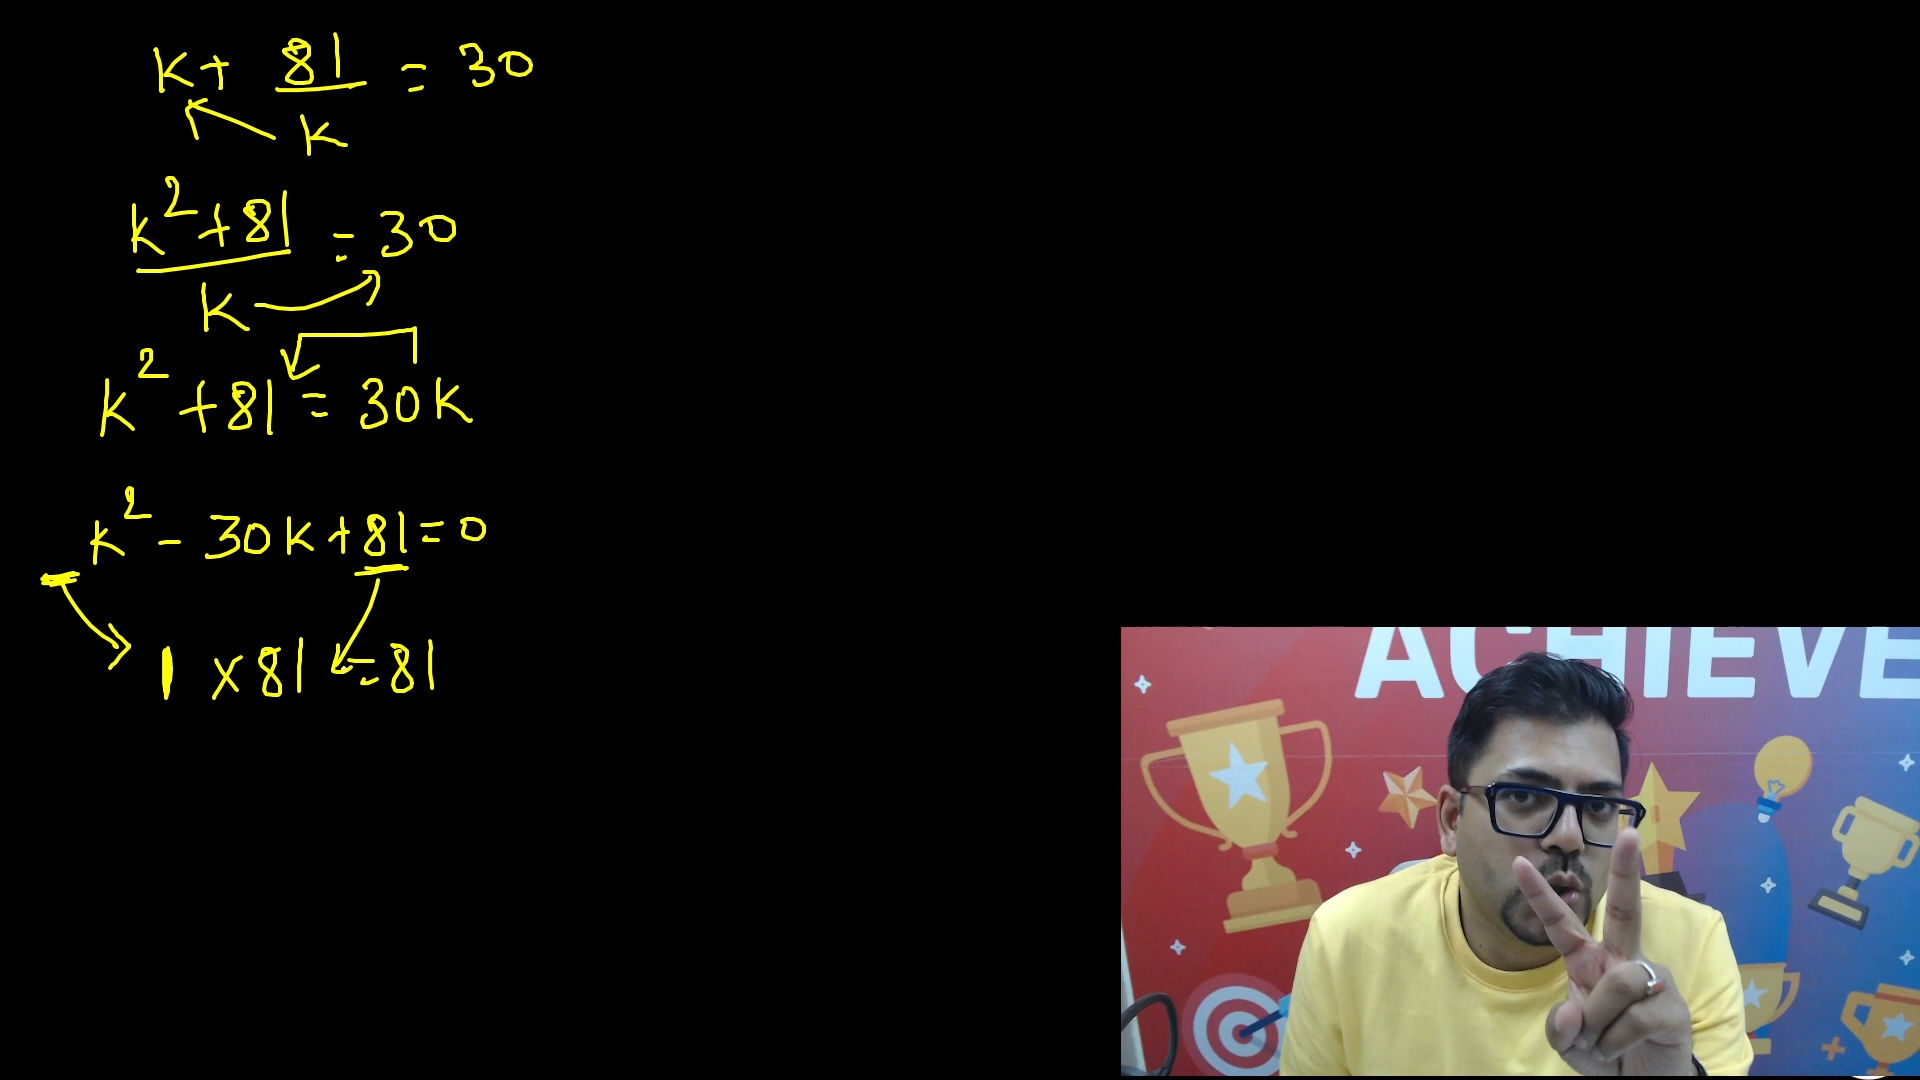 k + 81/k = 30
k² + 81/k = 30
k² + 81 = 30k
k² - 30k + 81 = 0
1 × 81 = 81
ACHIEVE